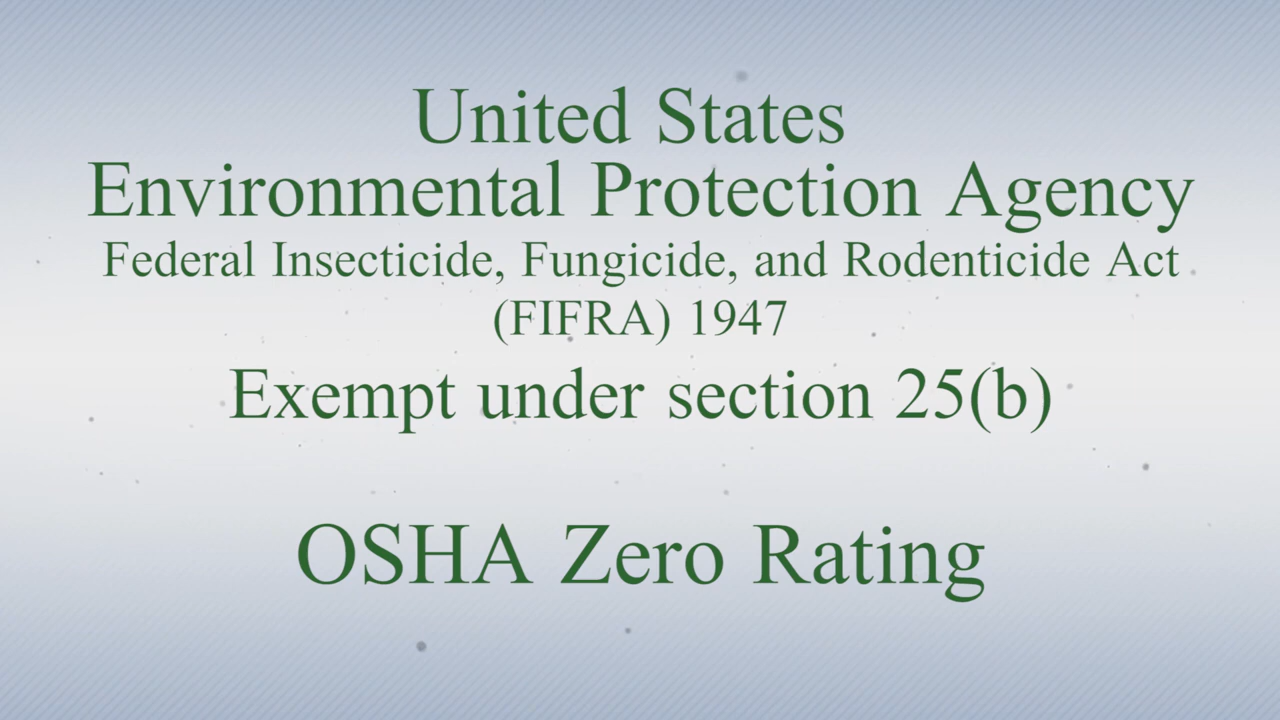 United States
Environmental Protection Agency
Federal Insecticide, Fungicide, and Rodenticide Act
(FIFRA) 1947
Exempt under section 25(b)
OSHA Zero Rating